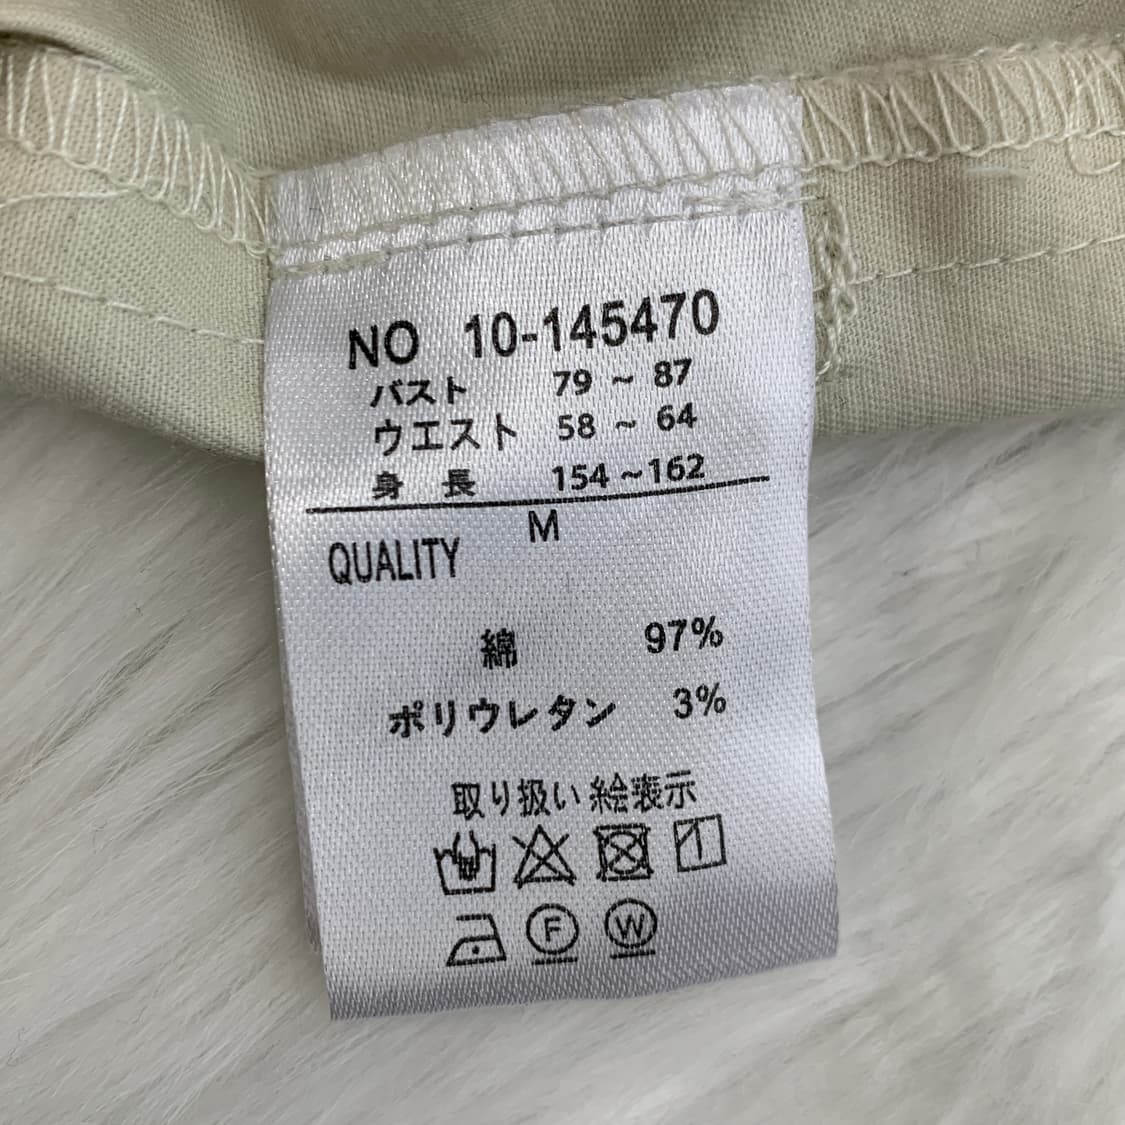 NO 10-145470
バスト 79 ~ 87
ウエスト 58 ~ 64
身 長 154 ~ 162
M
QUALITY
綿 97%
ポリウレタン 3%
取り扱い絵表示
F W